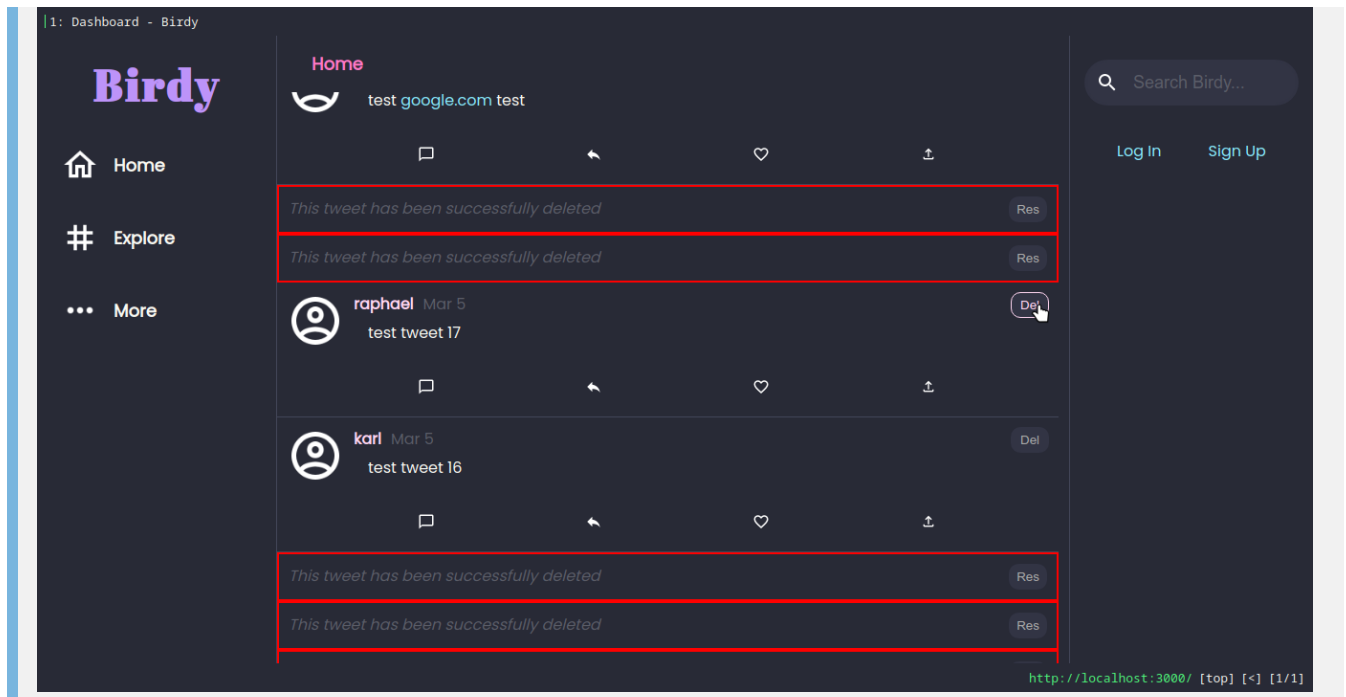 1: Dashboard - Birdy
Birdy
Home
Explore
More
Home
test google.com test
This tweet has been successfully deleted
Res
This tweet has been successfully deleted
Res
raphael Mar 5
Del
test tweet 17
karl Mar 5
Del
test tweet 16
This tweet has been successfully deleted
Res
This tweet has been successfully deleted
Res
Search Birdy...
Log In Sign Up
http://localhost:3000/ [top] [<] [1/1]